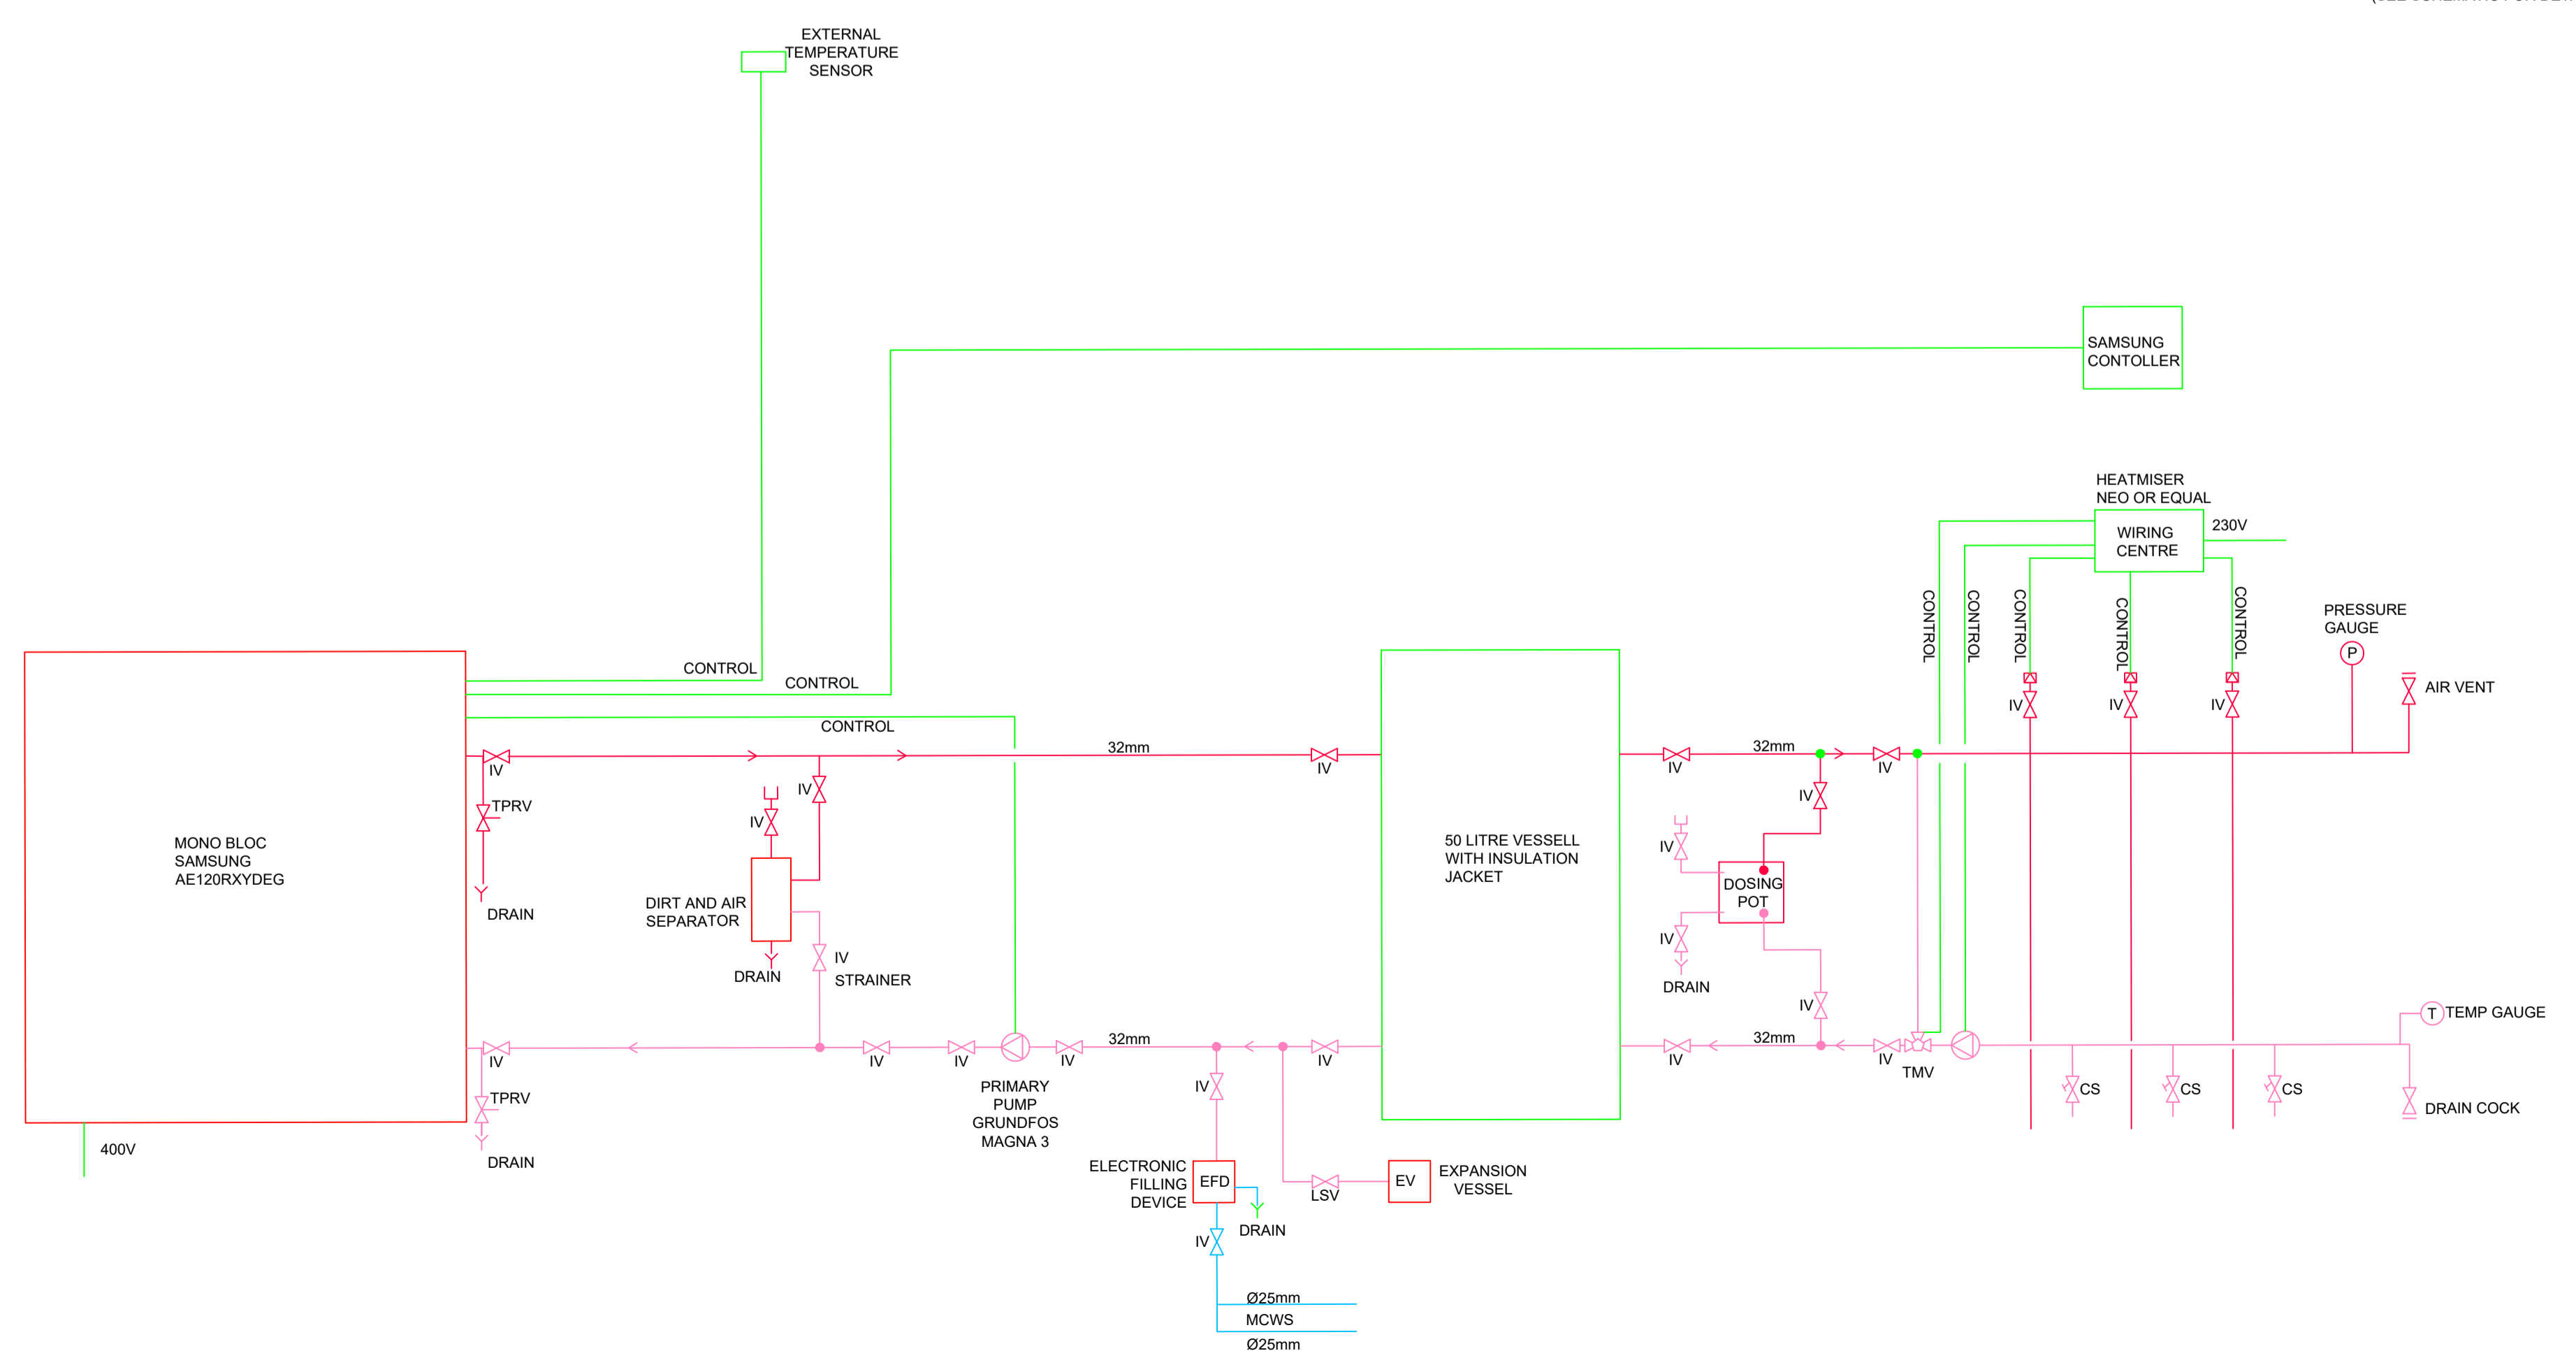 EXTERNAL
TEMPERATURE
SENSOR
SAMSUNG
CONTOLLER
HEATMISER
NEO OR EQUAL
WIRING
CENTRE
230V
CONTROL
CONTROL
CONTROL
CONTROL
CONTROL
PRESSURE
GAUGE
P
AIR VENT
IV
IV
IV
CONTROL
CONTROL
CONTROL
32mm
32mm
IV
IV
IV
IV
TPRV
IV
IV
IV
IV
MONO BLOC
SAMSUNG
AE120RXYDEG
DRAIN
DIRT AND AIR
SEPARATOR
DRAIN
IV
STRAINER
50 LITRE VESSELL
WITH INSULATION
JACKET
DOSING
POT
IV
DRAIN
IV
T
TEMP GAUGE
32mm
32mm
IV
IV
IV
IV
IV
IV
IV
TMV
PRIMARY
PUMP
GRUNDFOS
MAGNA 3
IV
CS
CS
CS
DRAIN COCK
TPRV
DRAIN
400V
ELECTRONIC
FILLING
DEVICE
EFD
DRAIN
IV
LSV
EV
EXPANSION
VESSEL
Ø25mm
MCWS
Ø25mm